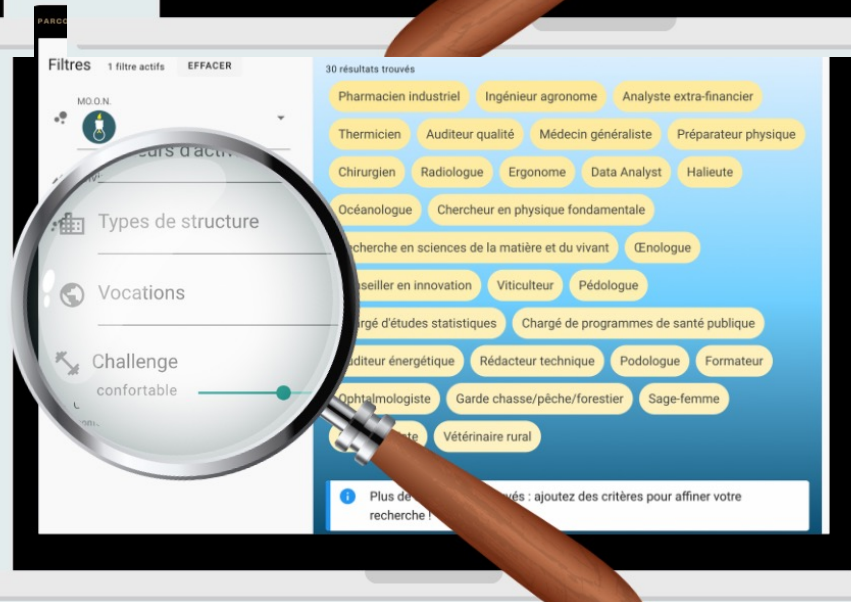 PARCO
Filtres 1 filtre actifs EFFACER
MO.O.N.
Types de structure
Vocations
Challenge
confortable
30 résultats trouvés
Pharmacien industriel Ingénieur agronome Analyste extra-financier
Thermicien Auditeur qualité Médecin généraliste Préparateur physique
Chirurgien Radiologue Ergonome Data Analyst Halieute
Océanologue Chercheur en physique fondamentale
echerche en sciences de la matière et du vivant Œnologue
nseiller en innovation Viticulteur Pédologue
rgé d'études statistiques Chargé de programmes de santé publique
uditeur énergétique Rédacteur technique Podologue Formateur
Ophtalmologiste Garde chasse/pêche/forestier Sage-femme
te Vétérinaire rural
Plus de vés : ajoutez des critères pour affiner votre
recherche !